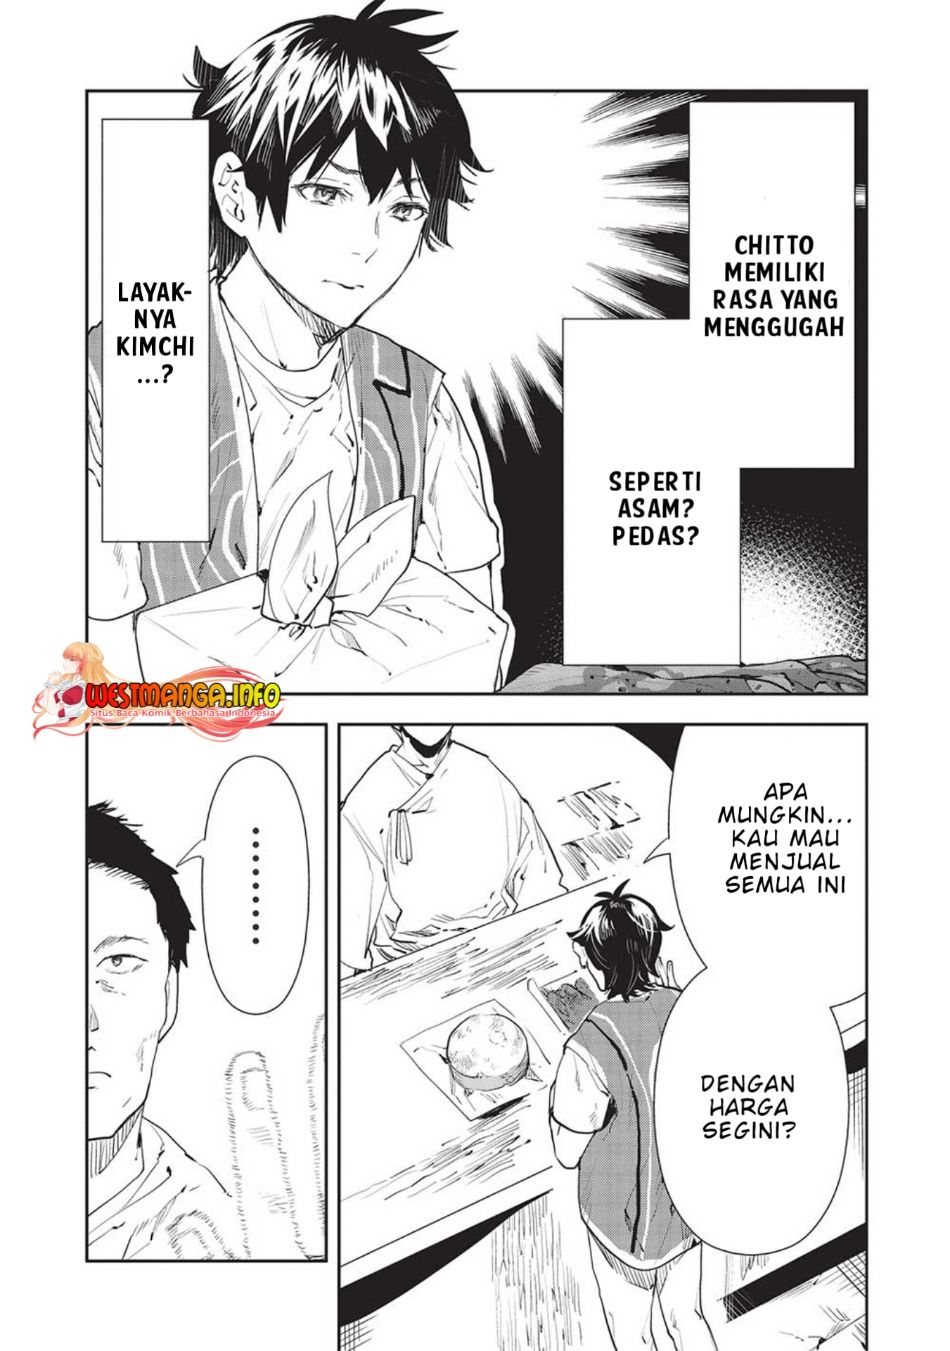 CHITTO
MEMILIKI
RASA YANG
MENGGUGAH
SEPERTI
ASAM?
PEDAS?
LAYAK-
NYA
KIMCHI
...?
WESTMANGA.INFO
Situs Baca Komik Berbahasa Indonesia
APA
MUNGKIN...
KAU MAU
MENJUAL
SEMUA INI
DENGAN
HARGA
SEGINI?
.........